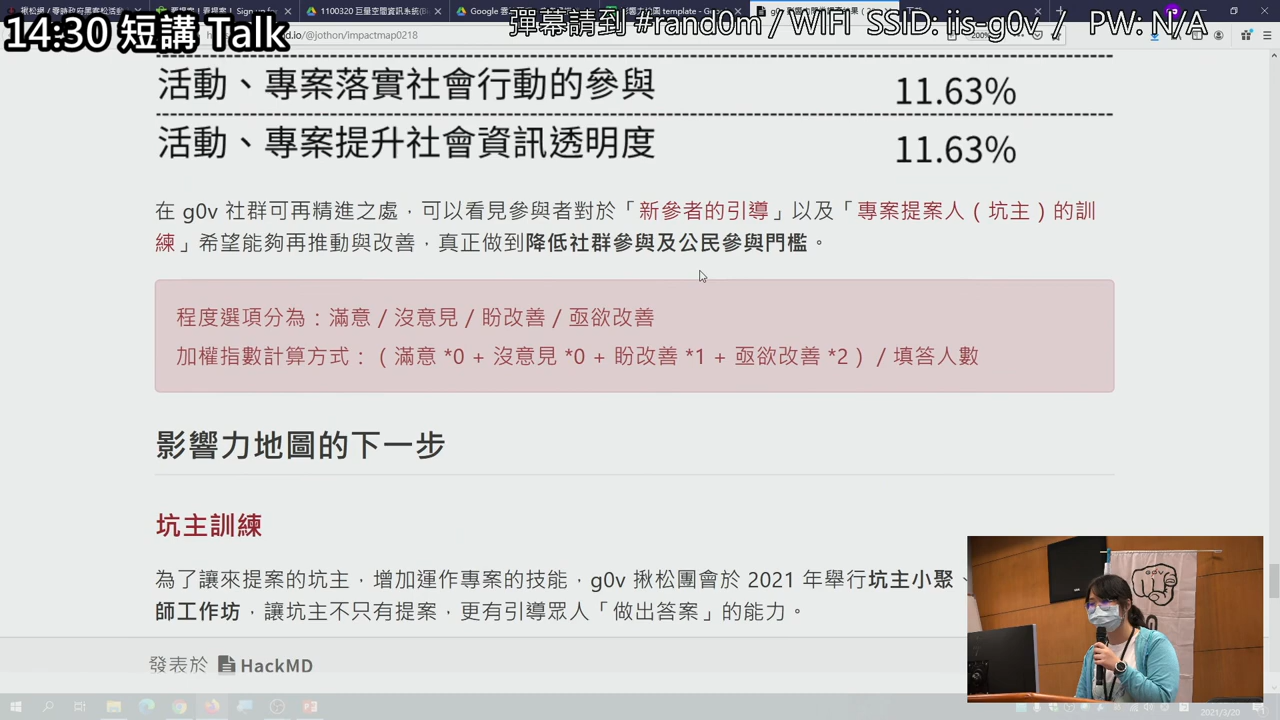 14:30 短講 Talk
彈幕請到 #rand0m / WIFI SSID: iis-g0v / PW: N/A
/@jothon/impactmap0218
活動、專案落實社會行動的參與 11.63%
活動、專案提升社會資訊透明度 11.63%
在 g0v 社群可再精進之處，可以看見參與者對於「新參者的引導」以及「專案提案人（坑主）的訓
練」希望能夠再推動與改善，真正做到降低社群參與及公民參與門檻。
程度選項分為：滿意 / 沒意見 / 盼改善 / 亟欲改善
加權指數計算方式：（滿意 *0 + 沒意見 *0 + 盼改善 *1 + 亟欲改善 *2）/ 填答人數
影響力地圖的下一步
坑主訓練
為了讓來提案的坑主，增加運作專案的技能，g0v 揪松團會於 2021 年舉行坑主小聚、
師工作坊，讓坑主不只有提案，更有引導眾人「做出答案」的能力。
發表於 HackMD
2021/3/20